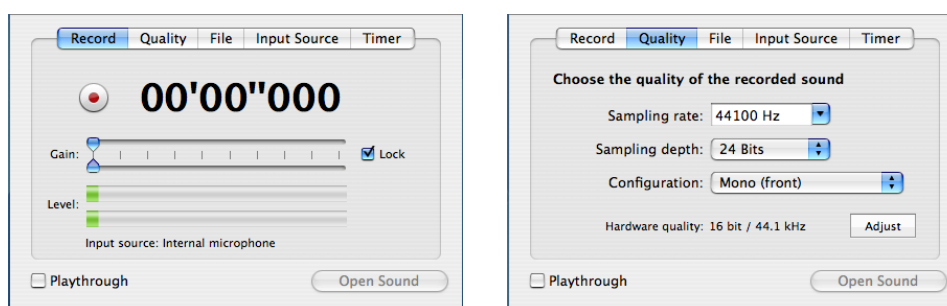 Record Quality File Input Source Timer
00'00"000
Gain: Lock
Level:
Input source: Internal microphone
Playthrough Open Sound
Record Quality File Input Source Timer
Choose the quality of the recorded sound
Sampling rate: 44100 Hz
Sampling depth: 24 Bits
Configuration: Mono (front)
Hardware quality: 16 bit / 44.1 kHz Adjust
Playthrough Open Sound